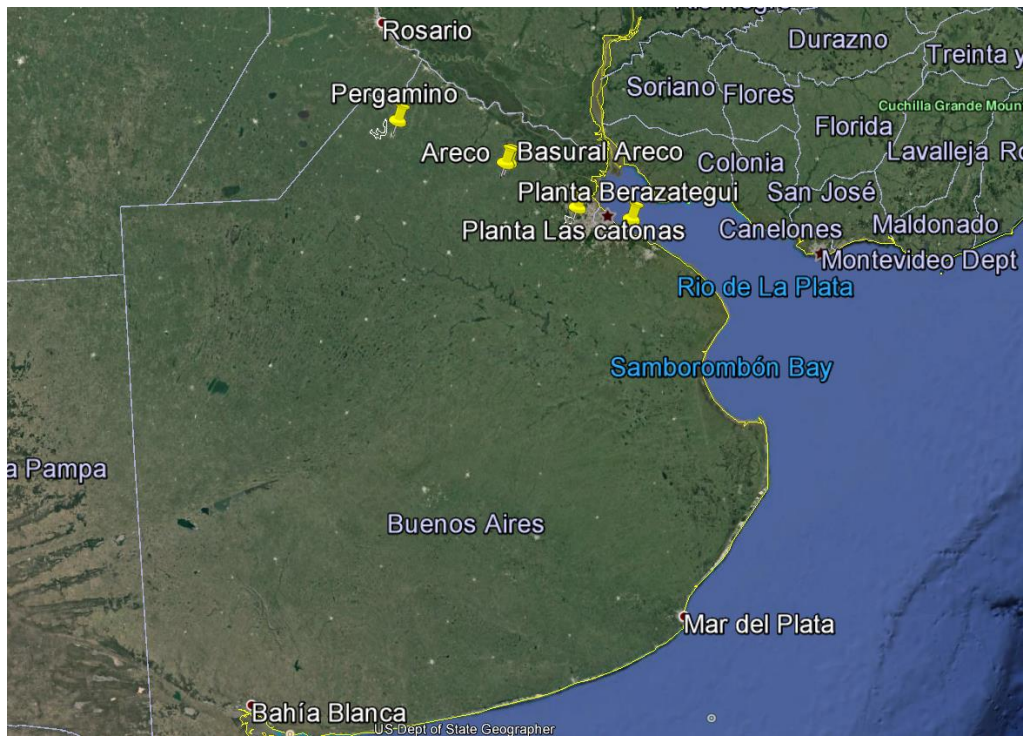 Rosario
Durazno
Treinta y
Pergamino
Soriano
Flores
Cuchilla Grande Moun
Florida
Areco
Basural Areco
Colonia
Lavalleja
Ro
Planta Berazategui
San José
Planta Las catonas
Canelones
Maldonado
Montevideo Dept
Rio de La Plata
Samborombón Bay
a Pampa
Buenos Aires
Mar del Plata
Bahía Blanca
US Dept of State Geographer